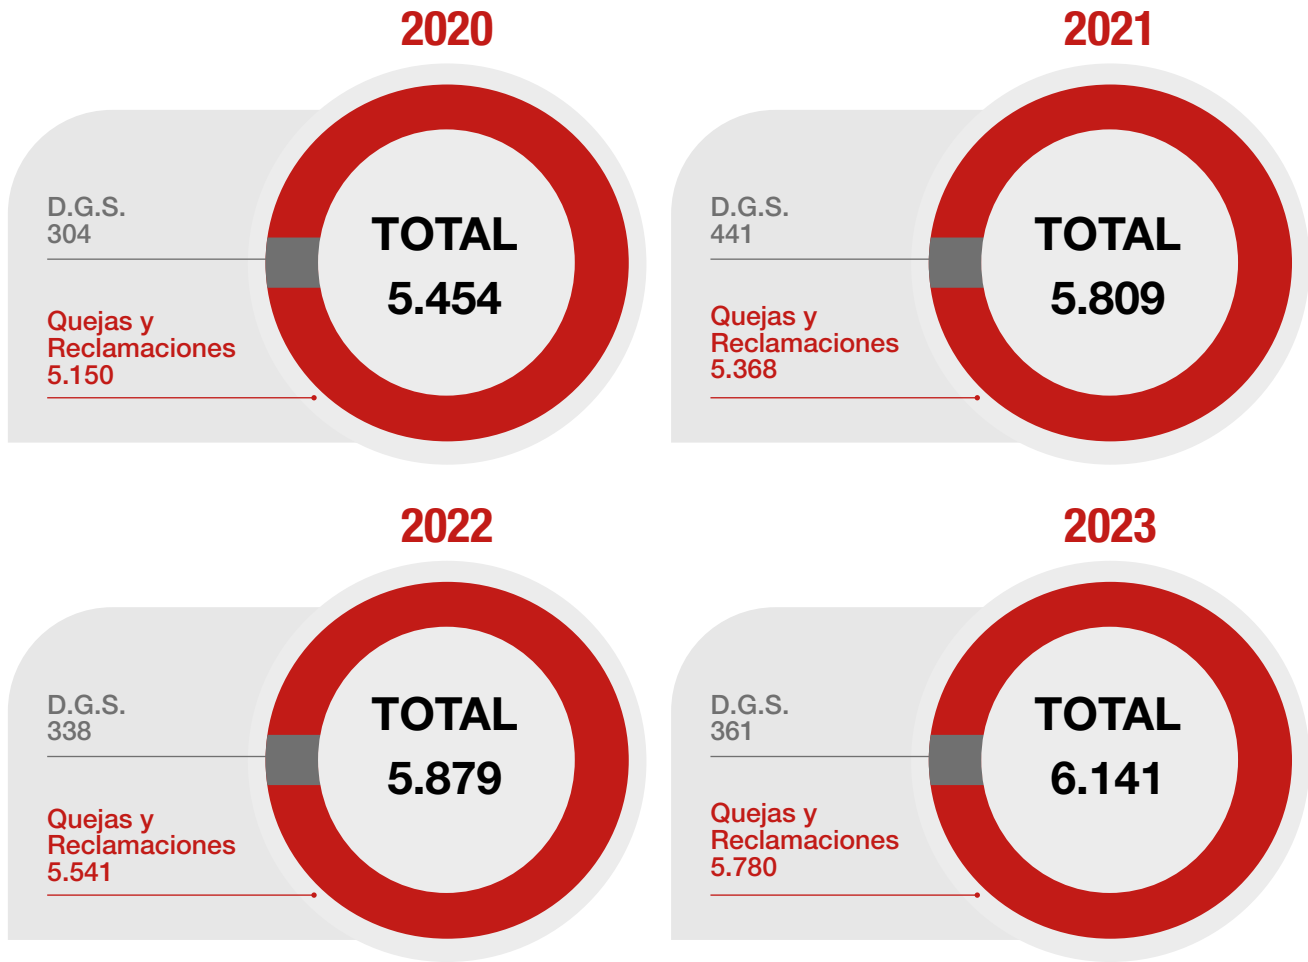 2020
D.G.S.
304
Quejas y
Reclamaciones
5.150
TOTAL
5.454
2021
D.G.S.
441
Quejas y
Reclamaciones
5.368
TOTAL
5.809
2022
D.G.S.
338
Quejas y
Reclamaciones
5.541
TOTAL
5.879
2023
D.G.S.
361
Quejas y
Reclamaciones
5.780
TOTAL
6.141